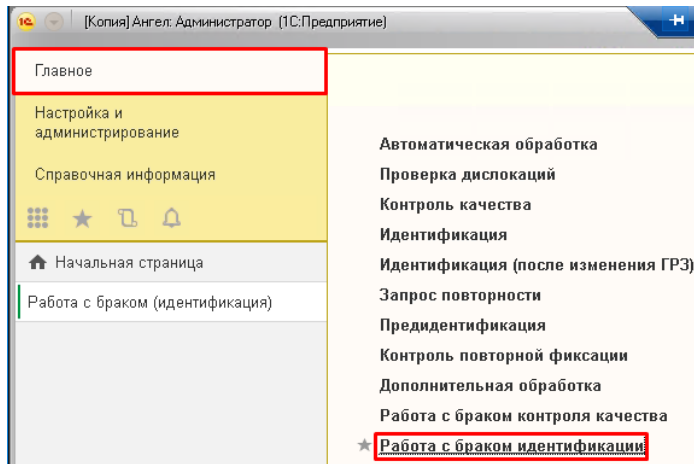 [Копия] Ангел: Администратор (1С:Предприятие)
Главное
Настройка и
администрирование
Справочная информация
Начальная страница
Работа с браком (идентификация)
Автоматическая обработка
Проверка дислокаций
Контроль качества
Идентификация
Идентификация (после изменения ГРЗ)
Запрос повторности
Предидентификация
Контроль повторной фиксации
Дополнительная обработка
Работа с браком контроля качества
Работа с браком идентификации